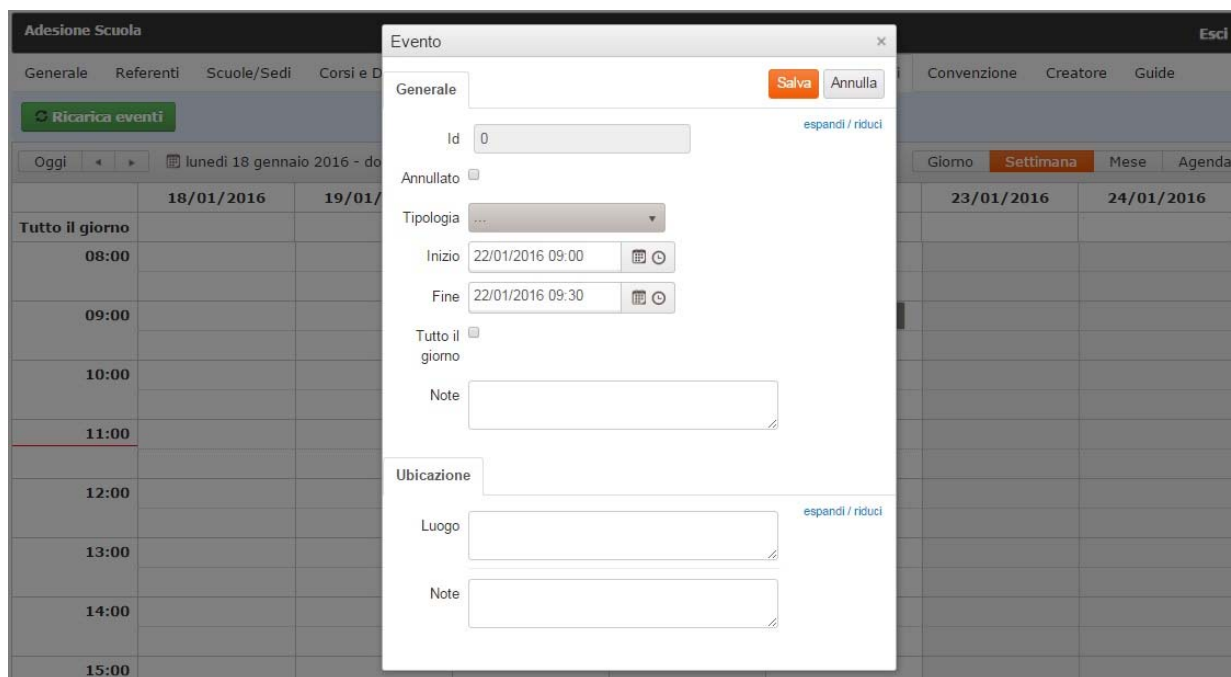 Adesione Scuola
Esci
Generale Referenti Scuole/Sedi Corsi e D
Convenzione Creatore Guide
Ricarica eventi
Oggi lunedì 18 gennaio 2016 - do
Giorno Settimana Mese Agenda
18/01/2016 19/01/ 23/01/2016 24/01/2016
Tutto il giorno
08:00
09:00
10:00
11:00
12:00
13:00
14:00
15:00
Evento ×
Generale
Salva Annulla
espandi / riduci
Id 0
Annullato
Tipologia ...
Inizio 22/01/2016 09:00
Fine 22/01/2016 09:30
Tutto il
giorno
Note
Ubicazione
espandi / riduci
Luogo
Note